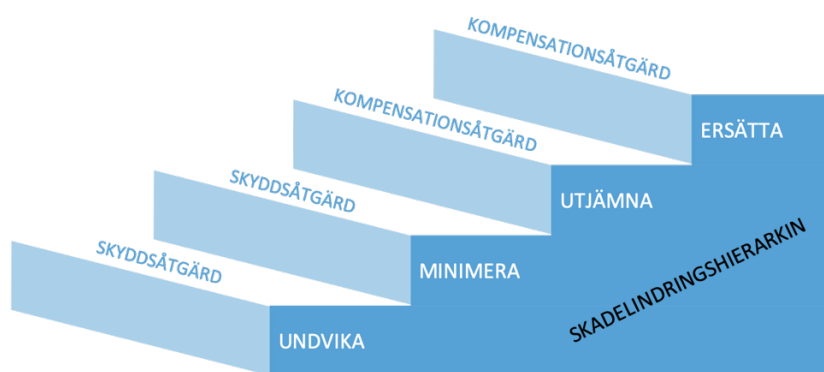 KOMPENSATIONSÅTGÄRD
ERSÄTTA
KOMPENSATIONSÅTGÄRD
UTJÄMNA
SKYDDSÅTGÄRD
MINIMERA
SKYDDSÅTGÄRD
UNDVIKA
SKADELINDRINGSHIERARKIN